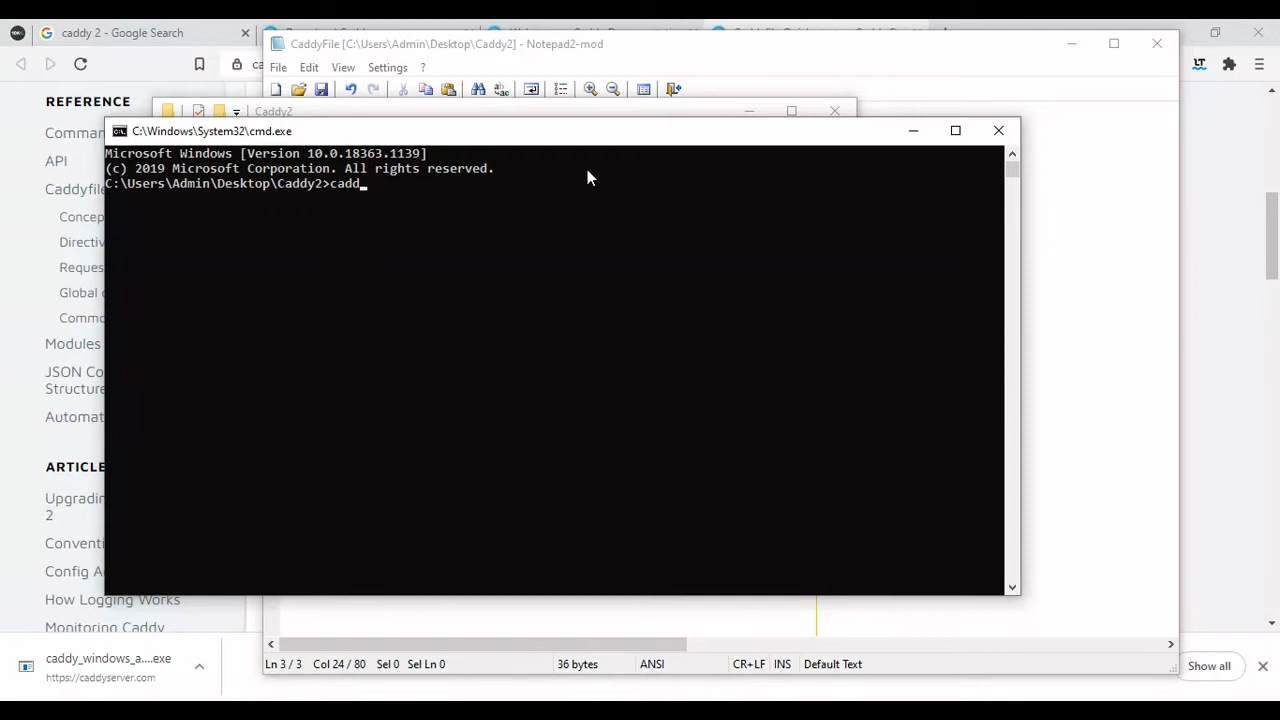 caddy 2 - Google Search
CaddyFile [C:\Users\Admin\Desktop\Caddy2] - Notepad2-mod
File Edit View Settings ?
REFERENCE
API
Caddyfile
Modules
JSON Co
Structure
Automat
ARTICLE
Upgradin
2
Conventi
Config A
How Logging Works
Monitoring Caddy
Caddy2
C:\Windows\System32\cmd.exe
Microsoft Windows [Version 10.0.18363.1139]
(c) 2019 Microsoft Corporation. All rights reserved.
C:\Users\Admin\Desktop\Caddy2>cadd
Ln 3 / 3 Col 24 / 80 Sel 0 Sel Ln 0 36 bytes ANSI CR+LF INS Default Text
caddy_windows_a....exe
https://caddyserver.com
Show all